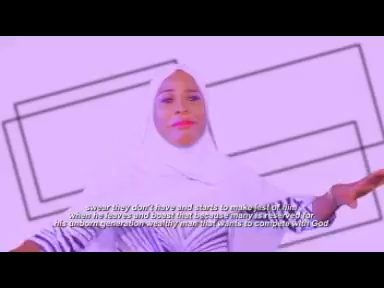 swear they don't have and starts to make jest of him
when he leaves and boast that because many is reserved for
his unborn generation wealthy man that wants to compete with God